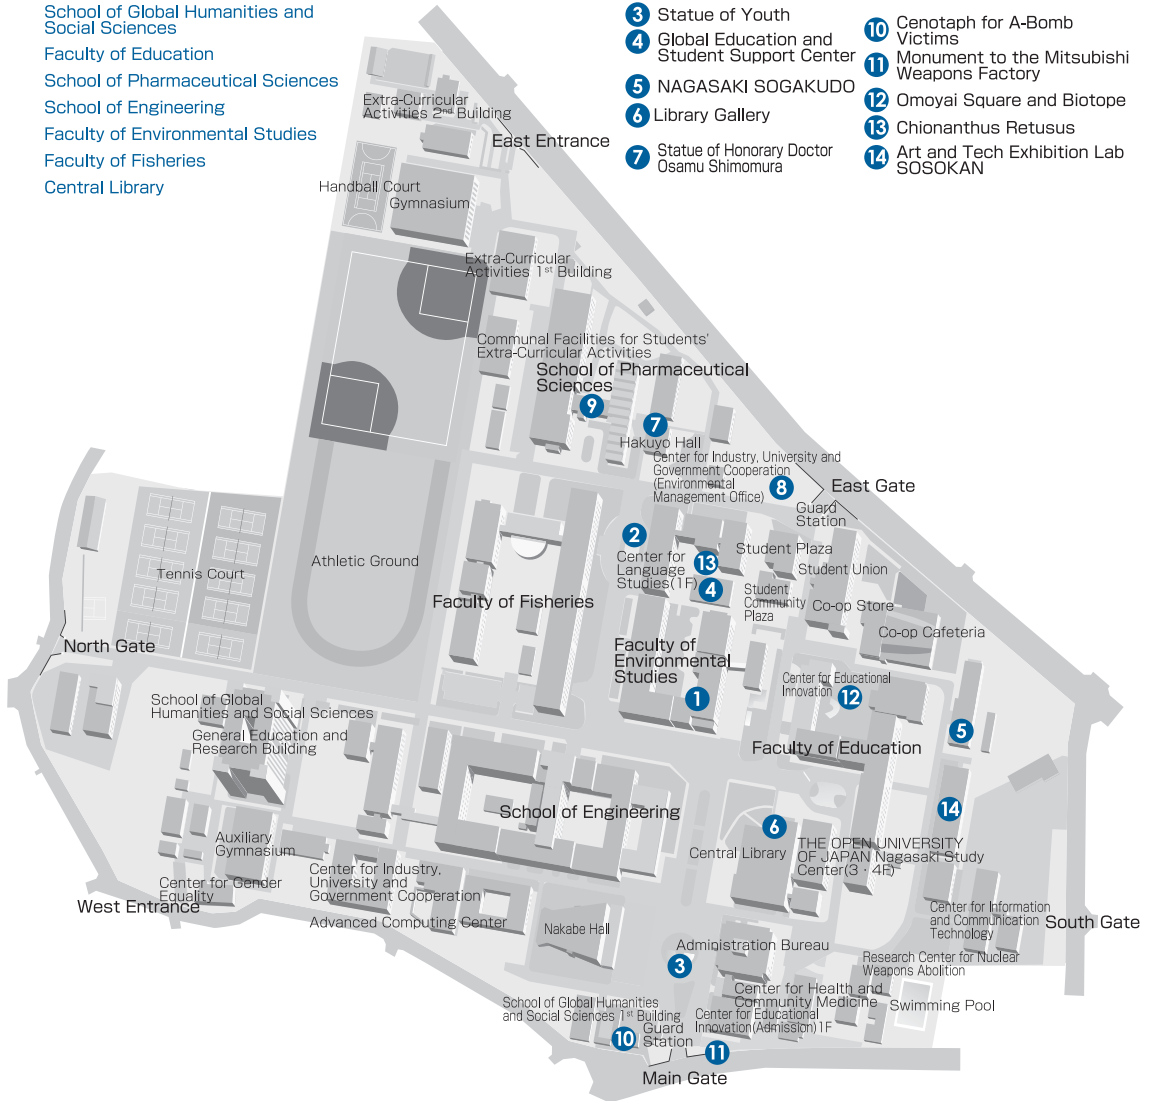 School of Global Humanities and
Social Sciences
Faculty of Education
School of Pharmaceutical Sciences
School of Engineering
Faculty of Environmental Studies
Faculty of Fisheries
Central Library
3 Statue of Youth
4 Global Education and
Student Support Center
5 NAGASAKI SOGAKUDO
6 Library Gallery
7 Statue of Honorary Doctor
Osamu Shimomura
10 Cenotaph for A-Bomb
Victims
11 Monument to the Mitsubishi
Weapons Factory
12 Omoyai Square and Biotope
13 Chionanthus Retusus
14 Art and Tech Exhibition Lab
SOSOKAN
Extra-Curricular
Activities 2nd Building
East Entrance
Handball Court
Gymnasium
Extra-Curricular
Activities 1st Building
Communal Facilities for Students'
Extra-Curricular Activities
School of Pharmaceutical
Sciences
9
7
Hakuyo Hall
Center for Industry, University and
Government Cooperation
(Environmental
Management Office)
8
East Gate
Guard
Station
2
Center for
Language
Studies(1F)
13
4
Student Plaza
Student Union
Student
Community
Plaza
Co-op Store
Co-op Cafeteria
Athletic Ground
Tennis Court
Faculty of Fisheries
North Gate
Faculty of
Environmental
Studies
1
Center for Educational
Innovation
12
5
Faculty of Education
School of Global
Humanities and Social Sciences
General Education and
Research Building
School of Engineering
14
6
Central Library
THE OPEN UNIVERSITY
OF JAPAN Nagasaki Study
Center(3・4F)
Auxiliary
Gymnasium
Center for Gender
Equality
West Entrance
Center for Industry.
University and
Government Cooperation
Advanced Computing Center
Nakabe Hall
Administration Bureau
3
Center for Information
and Communication
Technology
South Gate
Research Center for Nuclear
Weapons Abolition
Center for Health and
Community Medicine
Swimming Pool
School of Global Humanities
and Social Sciences 1st Building
10
Guard
Station
Center for Educational
Innovation(Admission)1F
11
Main Gate